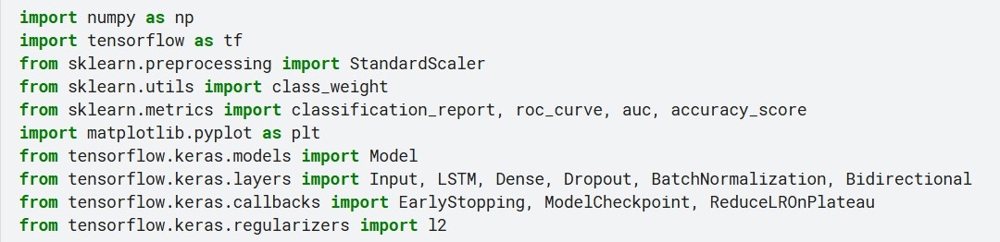 import numpy as np
import tensorflow as tf
from sklearn.preprocessing import StandardScaler
from sklearn.utils import class_weight
from sklearn.metrics import classification_report, roc_curve, auc, accuracy_score
import matplotlib.pyplot as plt
from tensorflow.keras.models import Model
from tensorflow.keras.layers import Input, LSTM, Dense, Dropout, BatchNormalization, Bidirectional
from tensorflow.keras.callbacks import EarlyStopping, ModelCheckpoint, ReduceLROnPlateau
from tensorflow.keras.regularizers import l2